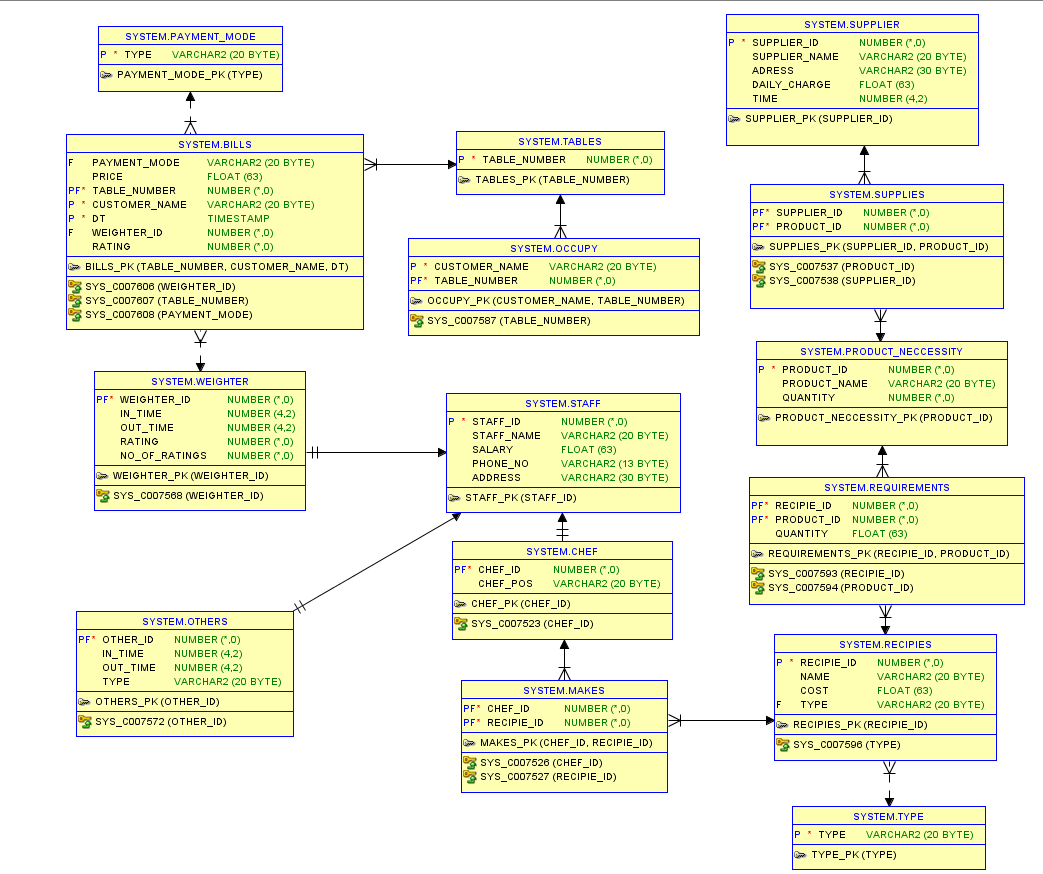 SYSTEM.PAYMENT_MODE
P * TYPE VARCHAR2 (20 BYTE)
PAYMENT_MODE_PK (TYPE)
SYSTEM.BILLS
F PAYMENT_MODE VARCHAR2 (20 BYTE)
PRICE FLOAT (63)
PF* TABLE_NUMBER NUMBER (*,0)
P * CUSTOMER_NAME VARCHAR2 (20 BYTE)
P * DT TIMESTAMP
F WEIGHTER_ID NUMBER (*,0)
RATING NUMBER (*,0)
BILLS_PK (TABLE_NUMBER, CUSTOMER_NAME, DT)
SYS_C007606 (WEIGHTER_ID)
SYS_C007607 (TABLE_NUMBER)
SYS_C007608 (PAYMENT_MODE)
SYSTEM.TABLES
P * TABLE_NUMBER NUMBER (*,0)
TABLES_PK (TABLE_NUMBER)
SYSTEM.OCCUPY
P * CUSTOMER_NAME VARCHAR2 (20 BYTE)
PF* TABLE_NUMBER NUMBER (*,0)
OCCUPY_PK (CUSTOMER_NAME, TABLE_NUMBER)
SYS_C007587 (TABLE_NUMBER)
SYSTEM.SUPPLIER
P * SUPPLIER_ID NUMBER (*,0)
SUPPLIER_NAME VARCHAR2 (20 BYTE)
ADRESS VARCHAR2 (30 BYTE)
DAILY_CHARGE FLOAT (63)
TIME NUMBER (4,2)
SUPPLIER_PK (SUPPLIER_ID)
SYSTEM.SUPPLIES
PF* SUPPLIER_ID NUMBER (*,0)
PF* PRODUCT_ID NUMBER (*,0)
SUPPLIES_PK (SUPPLIER_ID, PRODUCT_ID)
SYS_C007537 (PRODUCT_ID)
SYS_C007538 (SUPPLIER_ID)
SYSTEM.PRODUCT_NECCESSITY
P * PRODUCT_ID NUMBER (*,0)
PRODUCT_NAME VARCHAR2 (20 BYTE)
QUANTITY NUMBER (*,0)
PRODUCT_NECCESSITY_PK (PRODUCT_ID)
SYSTEM.WEIGHTER
PF* WEIGHTER_ID NUMBER (*,0)
IN_TIME NUMBER (4,2)
OUT_TIME NUMBER (4,2)
RATING NUMBER (*,0)
NO_OF_RATINGS NUMBER (*,0)
WEIGHTER_PK (WEIGHTER_ID)
SYS_C007568 (WEIGHTER_ID)
SYSTEM.STAFF
P * STAFF_ID NUMBER (*,0)
STAFF_NAME VARCHAR2 (20 BYTE)
SALARY FLOAT (63)
PHONE_NO VARCHAR2 (13 BYTE)
ADDRESS VARCHAR2 (30 BYTE)
STAFF_PK (STAFF_ID)
SYSTEM.REQUIREMENTS
PF* RECIPIE_ID NUMBER (*,0)
PF* PRODUCT_ID NUMBER (*,0)
QUANTITY FLOAT (63)
REQUIREMENTS_PK (RECIPIE_ID, PRODUCT_ID)
SYS_C007593 (RECIPIE_ID)
SYS_C007594 (PRODUCT_ID)
SYSTEM.CHEF
PF* CHEF_ID NUMBER (*,0)
CHEF_POS VARCHAR2 (20 BYTE)
CHEF_PK (CHEF_ID)
SYS_C007523 (CHEF_ID)
SYSTEM.OTHERS
PF* OTHER_ID NUMBER (*,0)
IN_TIME NUMBER (4,2)
OUT_TIME NUMBER (4,2)
TYPE VARCHAR2 (20 BYTE)
OTHERS_PK (OTHER_ID)
SYS_C007572 (OTHER_ID)
SYSTEM.MAKES
PF* CHEF_ID NUMBER (*,0)
PF* RECIPIE_ID NUMBER (*,0)
MAKES_PK (CHEF_ID, RECIPIE_ID)
SYS_C007526 (CHEF_ID)
SYS_C007527 (RECIPIE_ID)
SYSTEM.RECIPIES
P * RECIPIE_ID NUMBER (*,0)
NAME VARCHAR2 (20 BYTE)
COST FLOAT (63)
F TYPE VARCHAR2 (20 BYTE)
RECIPIES_PK (RECIPIE_ID)
SYS_C007596 (TYPE)
SYSTEM.TYPE
P * TYPE VARCHAR2 (20 BYTE)
TYPE_PK (TYPE)